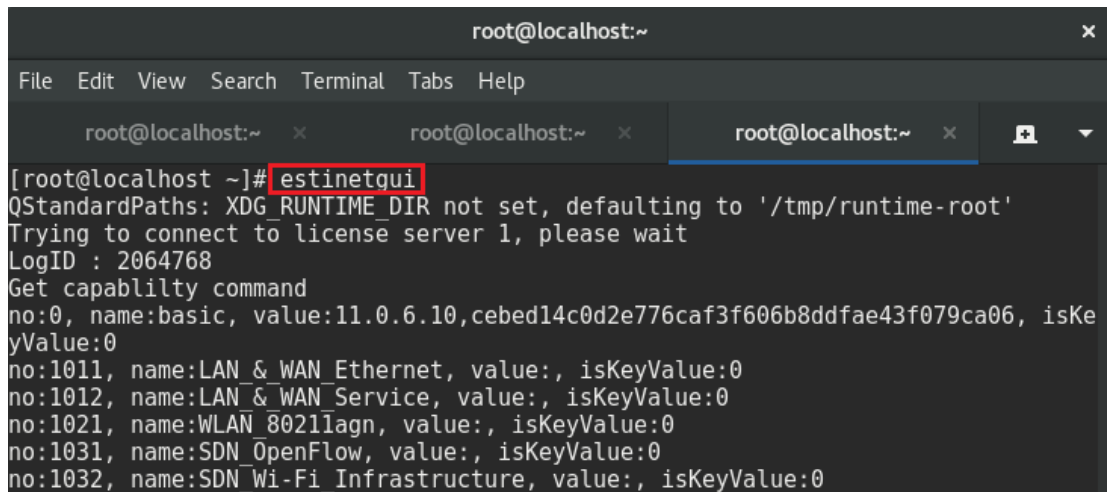 root@localhost:~
File Edit View Search Terminal Tabs Help
root@localhost:~ root@localhost:~ root@localhost:~
[root@localhost ~]# estinetgui
QStandardPaths: XDG_RUNTIME_DIR not set, defaulting to '/tmp/runtime-root'
Trying to connect to license server 1, please wait
LogID : 2064768
Get capablilty command
no:0, name:basic, value:11.0.6.10,cebed14c0d2e776caf3f606b8ddfae43f079ca06, isKe
yValue:0
no:1011, name:LAN_&_WAN_Ethernet, value:, isKeyValue:0
no:1012, name:LAN_&_WAN_Service, value:, isKeyValue:0
no:1021, name:WLAN_80211agn, value:, isKeyValue:0
no:1031, name:SDN_OpenFlow, value:, isKeyValue:0
no:1032, name:SDN_Wi-Fi_Infrastructure, value:, isKeyValue:0